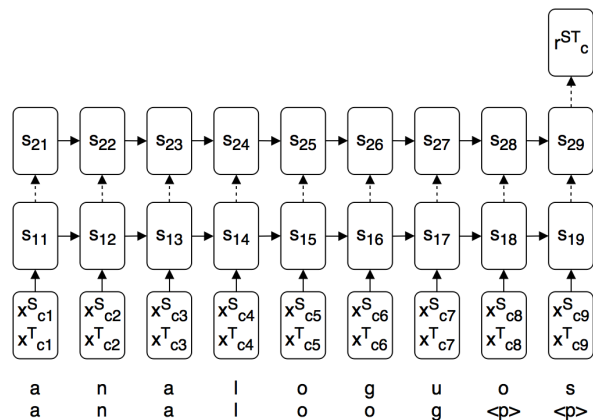 r^ST_c
s21 s22 s23 s24 s25 s26 s27 s28 s29
s11 s12 s13 s14 s15 s16 s17 s18 s19
x^S_c1 x^S_c2 x^S_c3 x^S_c4 x^S_c5 x^S_c6 x^S_c7 x^S_c8 x^S_c9
x^T_c1 x^T_c2 x^T_c3 x^T_c4 x^T_c5 x^T_c6 x^T_c7 x^T_c8 x^T_c9
a n a l o g u o s
a n a l o o g <p> <p>